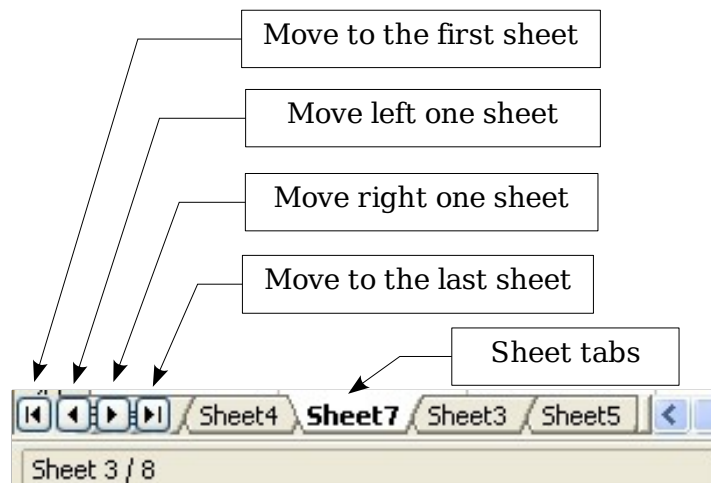 Move to the first sheet
Move left one sheet
Move right one sheet
Move to the last sheet
Sheet tabs
Sheet4 Sheet7 Sheet3 Sheet5
Sheet 3 / 8